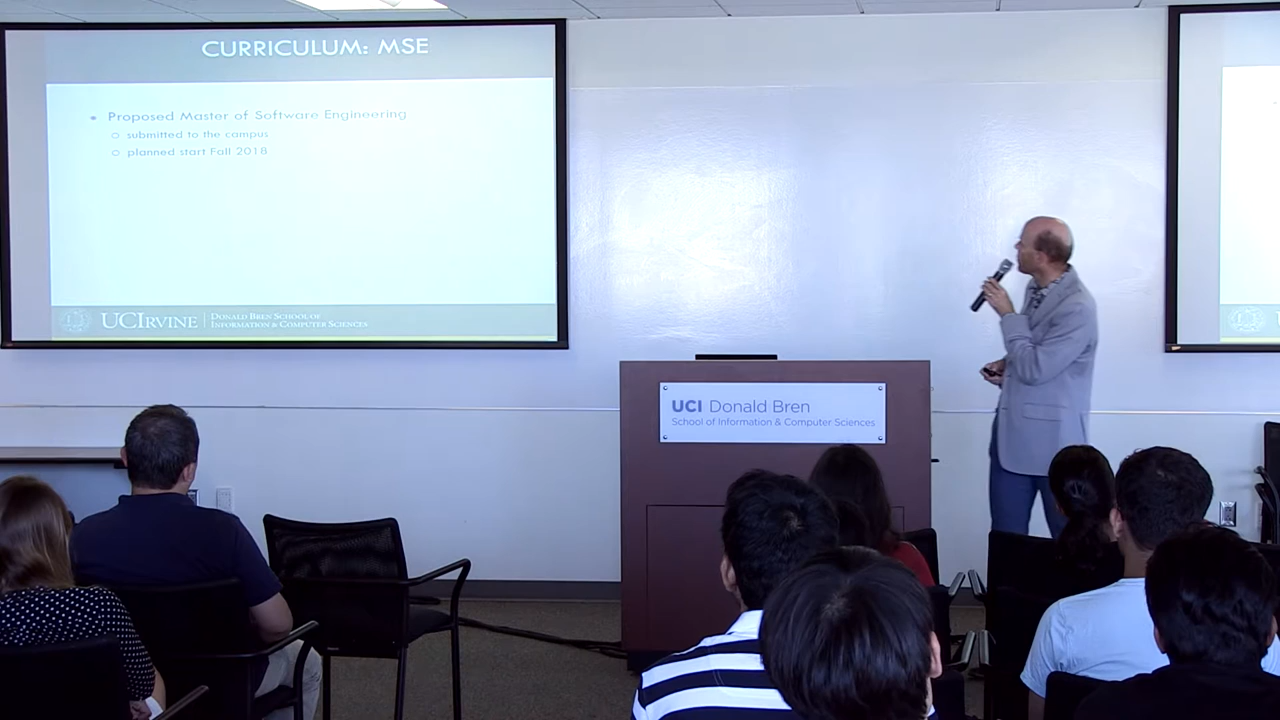 CURRICULUM: MSE
Proposed Master of Software Engineering
submitted to the campus
planned start Fall 2018
UCIRVINE
DONALD BREN SCHOOL OF
INFORMATION & COMPUTER SCIENCES
UCI Donald Bren
School of Information & Computer Sciences